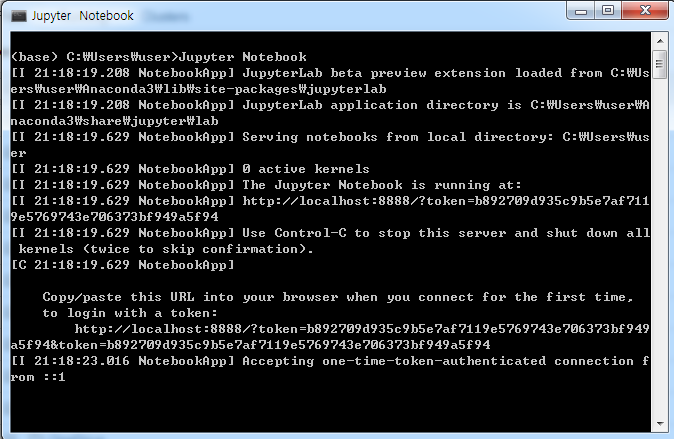 Jupyter Notebook
(base) C:₩Users₩user>Jupyter Notebook
[I 21:18:19.208 NotebookApp] JupyterLab beta preview extension loaded from C:₩Us
ers₩user₩Anaconda3₩lib₩site-packages₩jupyterlab
[I 21:18:19.208 NotebookApp] JupyterLab application directory is C:₩Users₩user₩A
naconda3₩share₩jupyter₩lab
[I 21:18:19.629 NotebookApp] Serving notebooks from local directory: C:₩Users₩us
er
[I 21:18:19.629 NotebookApp] 0 active kernels
[I 21:18:19.629 NotebookApp] The Jupyter Notebook is running at:
[I 21:18:19.629 NotebookApp] http://localhost:8888/?token=b892709d935c9b5e7af711
9e5769743e706373bf949a5f94
[I 21:18:19.629 NotebookApp] Use Control-C to stop this server and shut down all
 kernels (twice to skip confirmation).
[C 21:18:19.629 NotebookApp]
Copy/paste this URL into your browser when you connect for the first time,
to login with a token:
http://localhost:8888/?token=b892709d935c9b5e7af7119e5769743e706373bf949
a5f94&token=b892709d935c9b5e7af7119e5769743e706373bf949a5f94
[I 21:18:23.016 NotebookApp] Accepting one-time-token-authenticated connection f
rom ::1